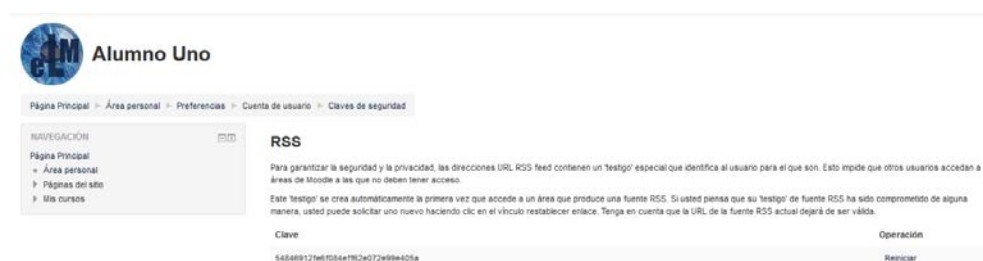 eLM
Alumno Uno
Página Principal ► Área personal ► Preferencias ► Cuenta de usuario ► Claves de seguridad
NAVEGACIÓN
Página Principal
Área personal
Páginas del sitio
Mis cursos
RSS
Para garantizar la seguridad y la privacidad, las direcciones URL RSS feed contienen un 'testigo' especial que identifica al usuario para el que son. Esto impide que otros usuarios accedan a
áreas de Moodle a las que no deben tener acceso.
Este 'testigo' se crea automáticamente la primera vez que accede a un área que produce una fuente RSS. Si usted piensa que su 'testigo' de fuente RSS ha sido comprometido de alguna
manera, usted puede solicitar uno nuevo haciendo clic en el vínculo restablecer enlace. Tenga en cuenta que la URL de la fuente RSS actual dejará de ser válida.
Clave Operación
Reiniciar